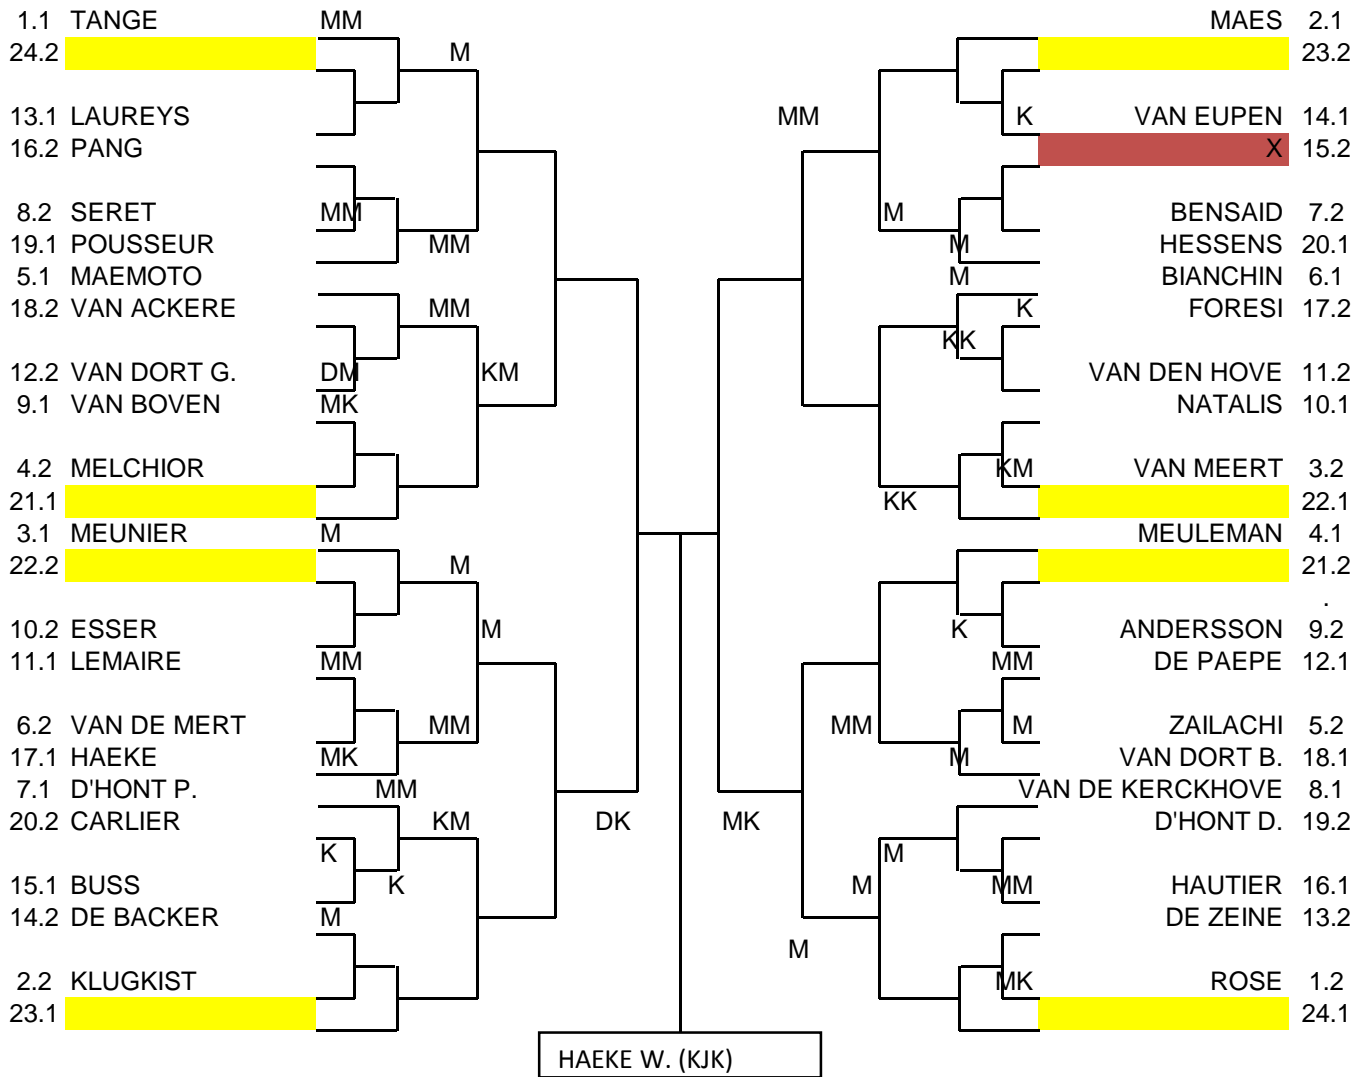 1.1 TANGE MM MAES 2.1
24.2 M 23.2
13.1 LAUREYS MM K VAN EUPEN 14.1
16.2 PANG X 15.2
8.2 SERET MM M BENSAID 7.2
19.1 POUSSEUR MM M HESSENS 20.1
5.1 MAEMOTO M BIANCHIN 6.1
18.2 VAN ACKERE MM K FORESI 17.2
KK
12.2 VAN DORT G. DM KM VAN DEN HOVE 11.2
9.1 VAN BOVEN MK NATALIS 10.1
4.2 MELCHIOR KM VAN MEERT 3.2
21.1 KK 22.1
3.1 MEUNIER M MEULEMAN 4.1
22.2 M 21.2
.
10.2 ESSER M K ANDERSSON 9.2
11.1 LEMAIRE MM MM DE PAEPE 12.1
6.2 VAN DE MERT MM MM M ZAILACHI 5.2
17.1 HAEKE MK M VAN DORT B. 18.1
7.1 D'HONT P. MM VAN DE KERCKHOVE 8.1
20.2 CARLIER KM DK MK D'HONT D. 19.2
K M
15.1 BUSS K M MM HAUTIER 16.1
14.2 DE BACKER M DE ZEINE 13.2
M
2.2 KLUGKIST MK ROSE 1.2
23.1 24.1
HAEKE W. (KJK)